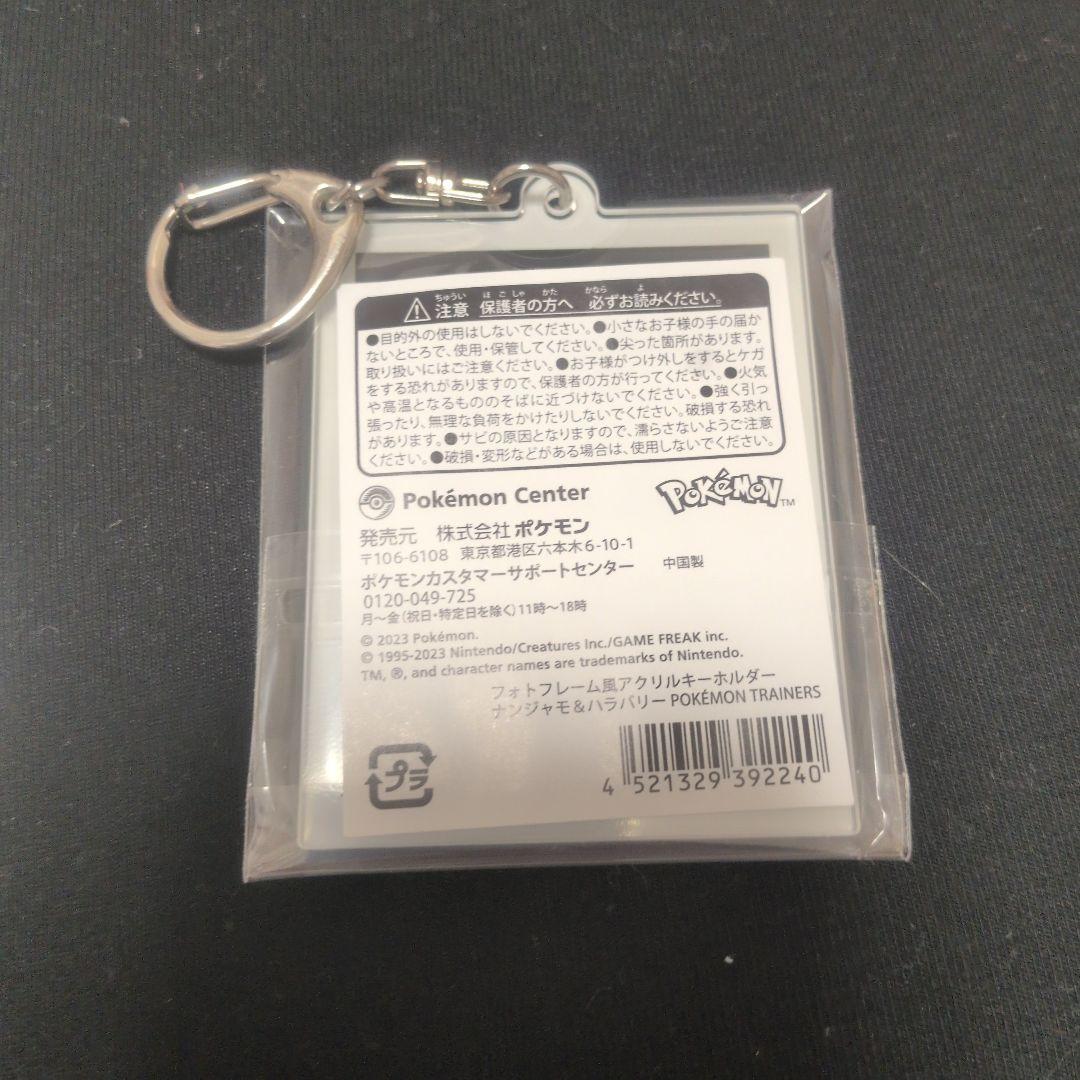 ⚠注意 保護者の方へ 必ずお読みください。
●目的外の使用はしないでください。●小さなお子様の手の届か
ないところで、使用・保管してください。●尖った箇所があります。
取り扱いにはご注意ください。●お子様がつけ外しをするとケガ
をする恐れがありますので、保護者の方が行ってください。●火気
や高温となるもののそばに近づけないでください。●強く引っ
張ったり、無理な負荷をかけたりしないでください。破損する恐れ
があります。●サビの原因となりますので、濡らさないようご注意
ください。●破損・変形などがある場合は、使用しないでください。
Pokémon Center
POKéMON™
発売元 株式会社ポケモン
〒106-6108 東京都港区六本木6-10-1
ポケモンカスタマーサポートセンター
中国製
0120-049-725
月～金(祝日・特定日を除く)11時～18時
© 2023 Pokémon.
© 1995-2023 Nintendo/Creatures Inc./GAME FREAK inc.
TM, ®, and character names are trademarks of Nintendo.
フォトフレーム風アクリルキーホルダー
ナンジャモ＆ハラバリー POKÉMON TRAINERS
プラ
4 521329 392240